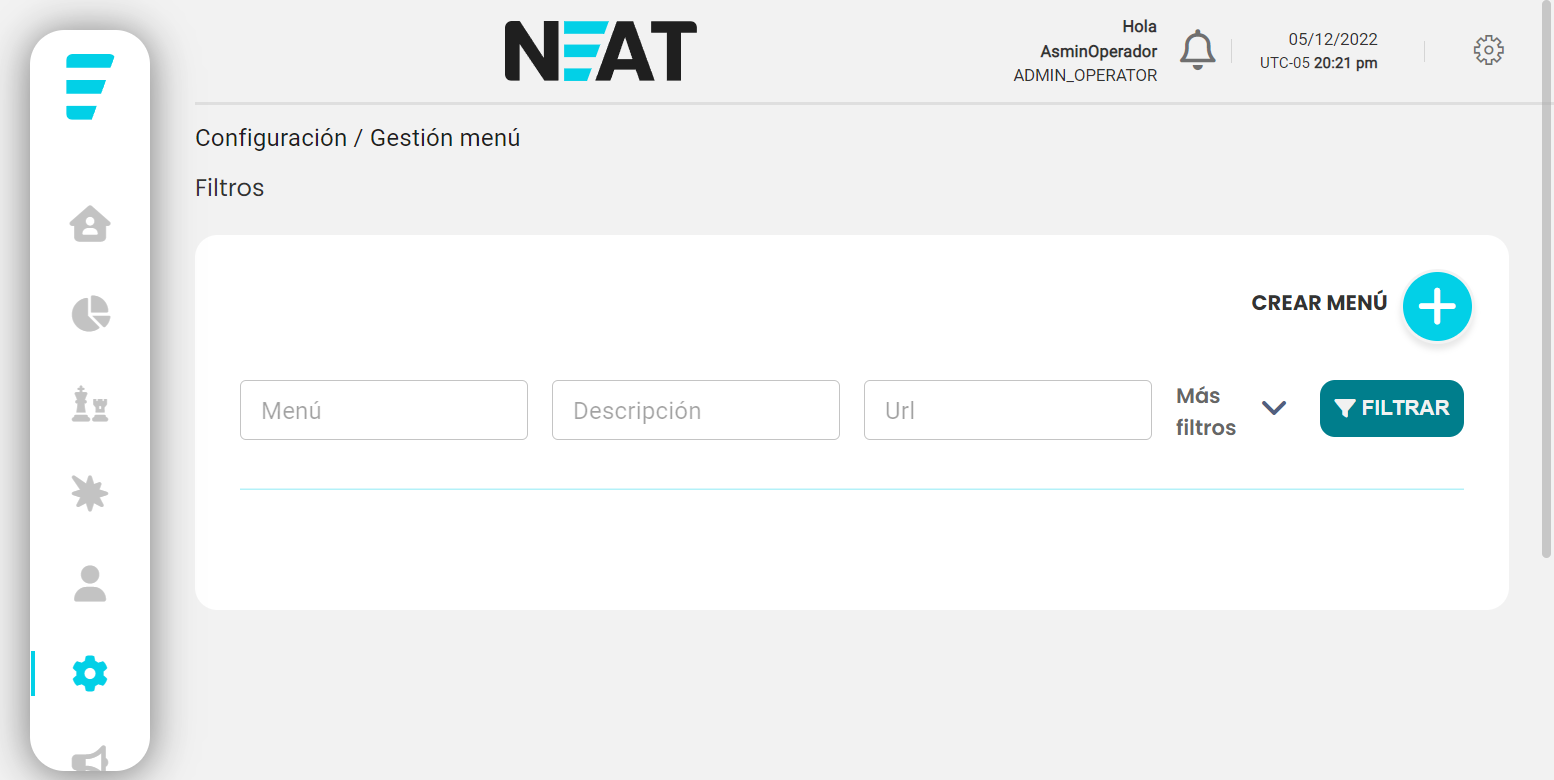 NEAT
Hola
AsminOperador
ADMIN_OPERATOR
05/12/2022
UTC-05 20:21 pm
Configuración / Gestión menú
Filtros
CREAR MENÚ
Menú
Descripción
Url
Más
filtros
FILTRAR